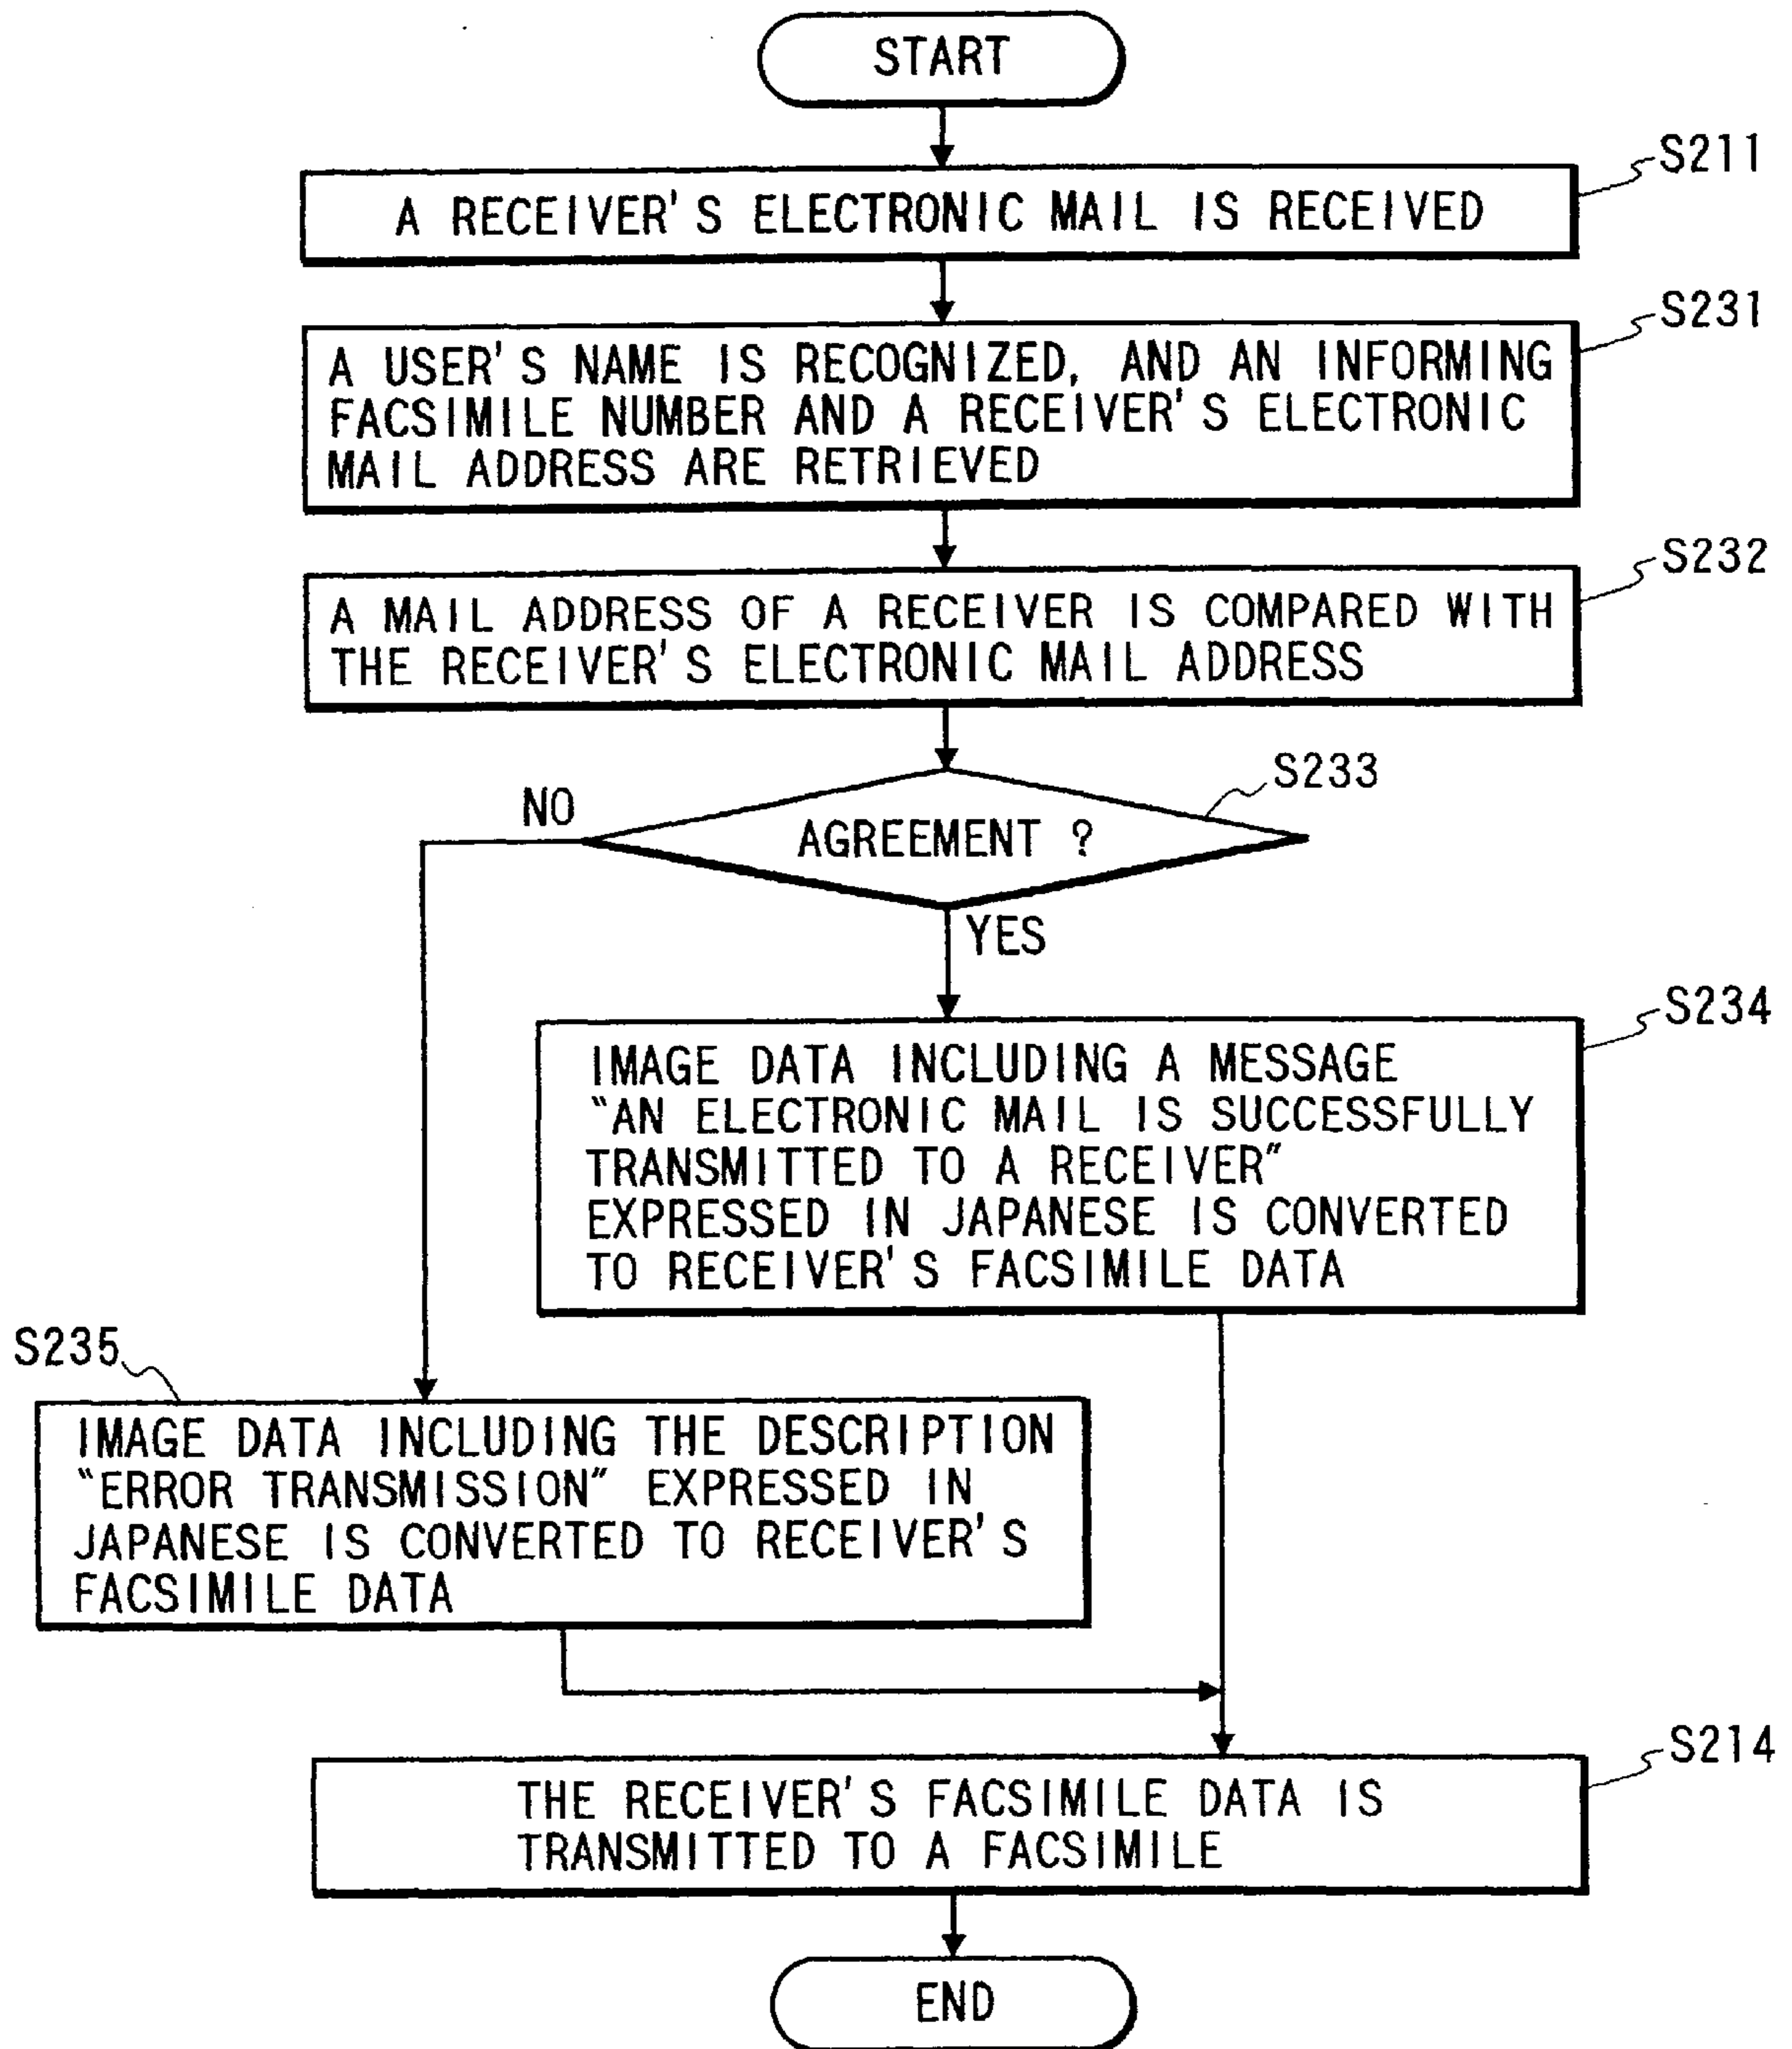 START
S211
A RECEIVER'S ELECTRONIC MAIL IS RECEIVED
S231
A USER'S NAME IS RECOGNIZED, AND AN INFORMING
FACSIMILE NUMBER AND A RECEIVER'S ELECTRONIC
MAIL ADDRESS ARE RETRIEVED
S232
A MAIL ADDRESS OF A RECEIVER IS COMPARED WITH
THE RECEIVER'S ELECTRONIC MAIL ADDRESS
S233
NO
AGREEMENT ?
YES
S234
IMAGE DATA INCLUDING A MESSAGE
"AN ELECTRONIC MAIL IS SUCCESSFULLY
TRANSMITTED TO A RECEIVER"
EXPRESSED IN JAPANESE IS CONVERTED
TO RECEIVER'S FACSIMILE DATA
S235
IMAGE DATA INCLUDING THE DESCRIPTION
"ERROR TRANSMISSION" EXPRESSED IN
JAPANESE IS CONVERTED TO RECEIVER'S
FACSIMILE DATA
S214
THE RECEIVER'S FACSIMILE DATA IS
TRANSMITTED TO A FACSIMILE
END